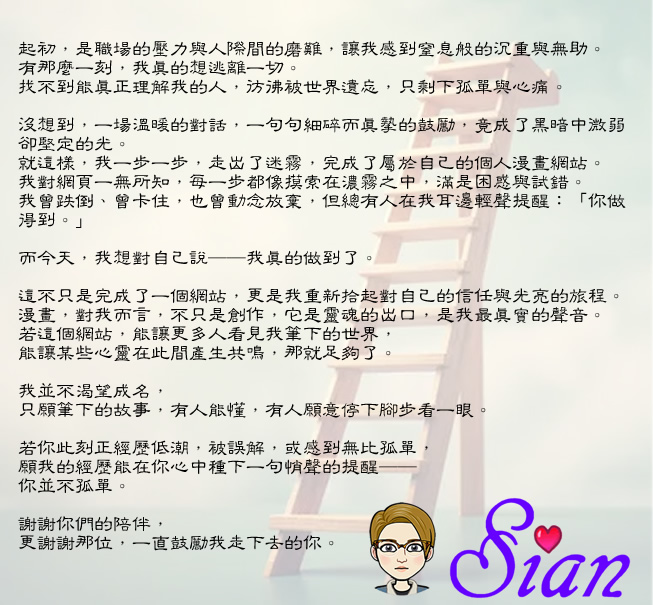 起初，是職場的壓力與人際間的磨難，讓我感到窒息般的沉重與無助。
有那麼一刻，我真的想逃離一切。
找不到能真正理解我的人，彷彿被世界遺忘，只剩下孤單與心痛。
沒想到，一場溫暖的對話，一句句細碎而真摯的鼓勵，竟成了黑暗中微弱
卻堅定的光。
就這樣，我一步一步，走出了迷霧，完成了屬於自己的個人漫畫網站。
我對網頁一無所知，每一步都像摸索在濃霧之中，滿是困惑與試錯。
我曾跌倒、曾卡住，也曾動念放棄，但總有人在我耳邊輕聲提醒：「你做
得到。」
而今天，我想對自己說——我真的做到了。
這不只是完成了一個網站，更是我重新拾起對自己的信任與光亮的旅程。
漫畫，對我而言，不只是創作，它是靈魂的出口，是我最真實的聲音。
若這個網站，能讓更多人看見我筆下的世界，
能讓某些心靈在此間產生共鳴，那就足夠了。
我並不渴望成名，
只願筆下的故事，有人能懂，有人願意停下腳步看一眼。
若你此刻正經歷低潮，被誤解，或感到無比孤單，
願我的經歷能在你心中種下一句悄聲的提醒——
你並不孤單。
謝謝你們的陪伴，
更謝謝那位，一直鼓勵我走下去的你。
Sian